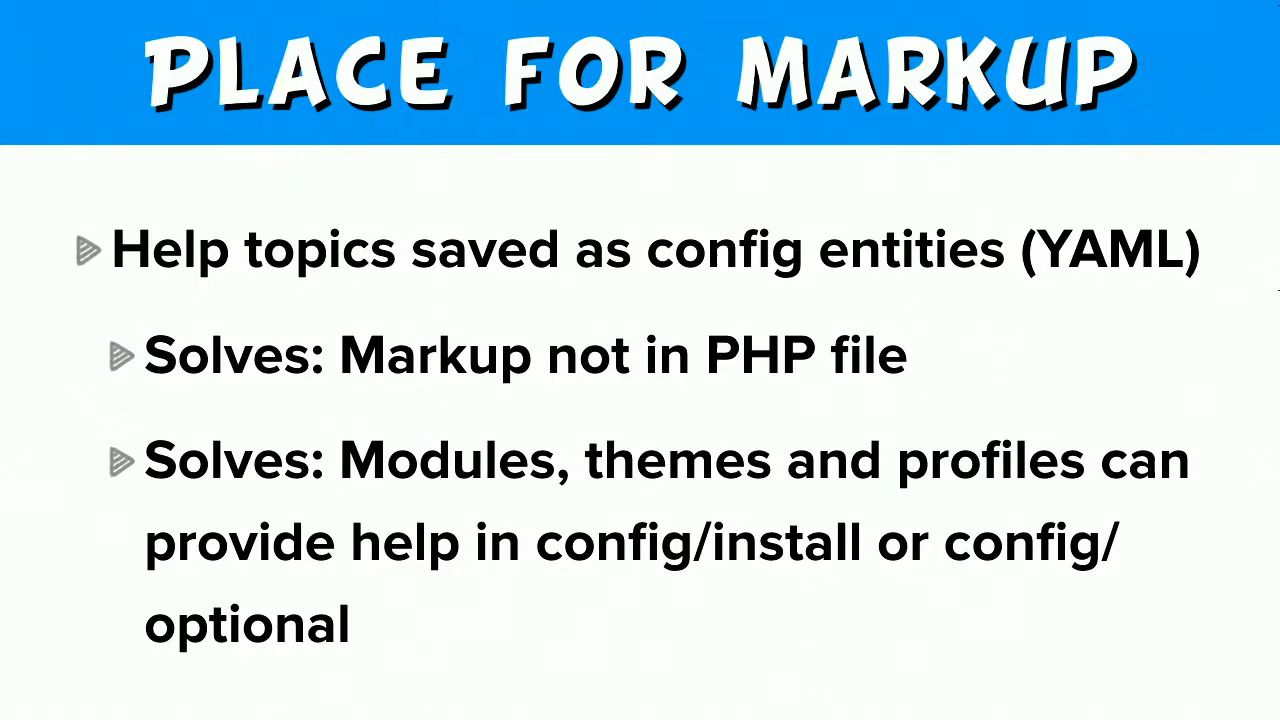 PLACE FOR MARKUP
Help topics saved as config entities (YAML)
Solves: Markup not in PHP file
Solves: Modules, themes and profiles can
provide help in config/install or config/
optional